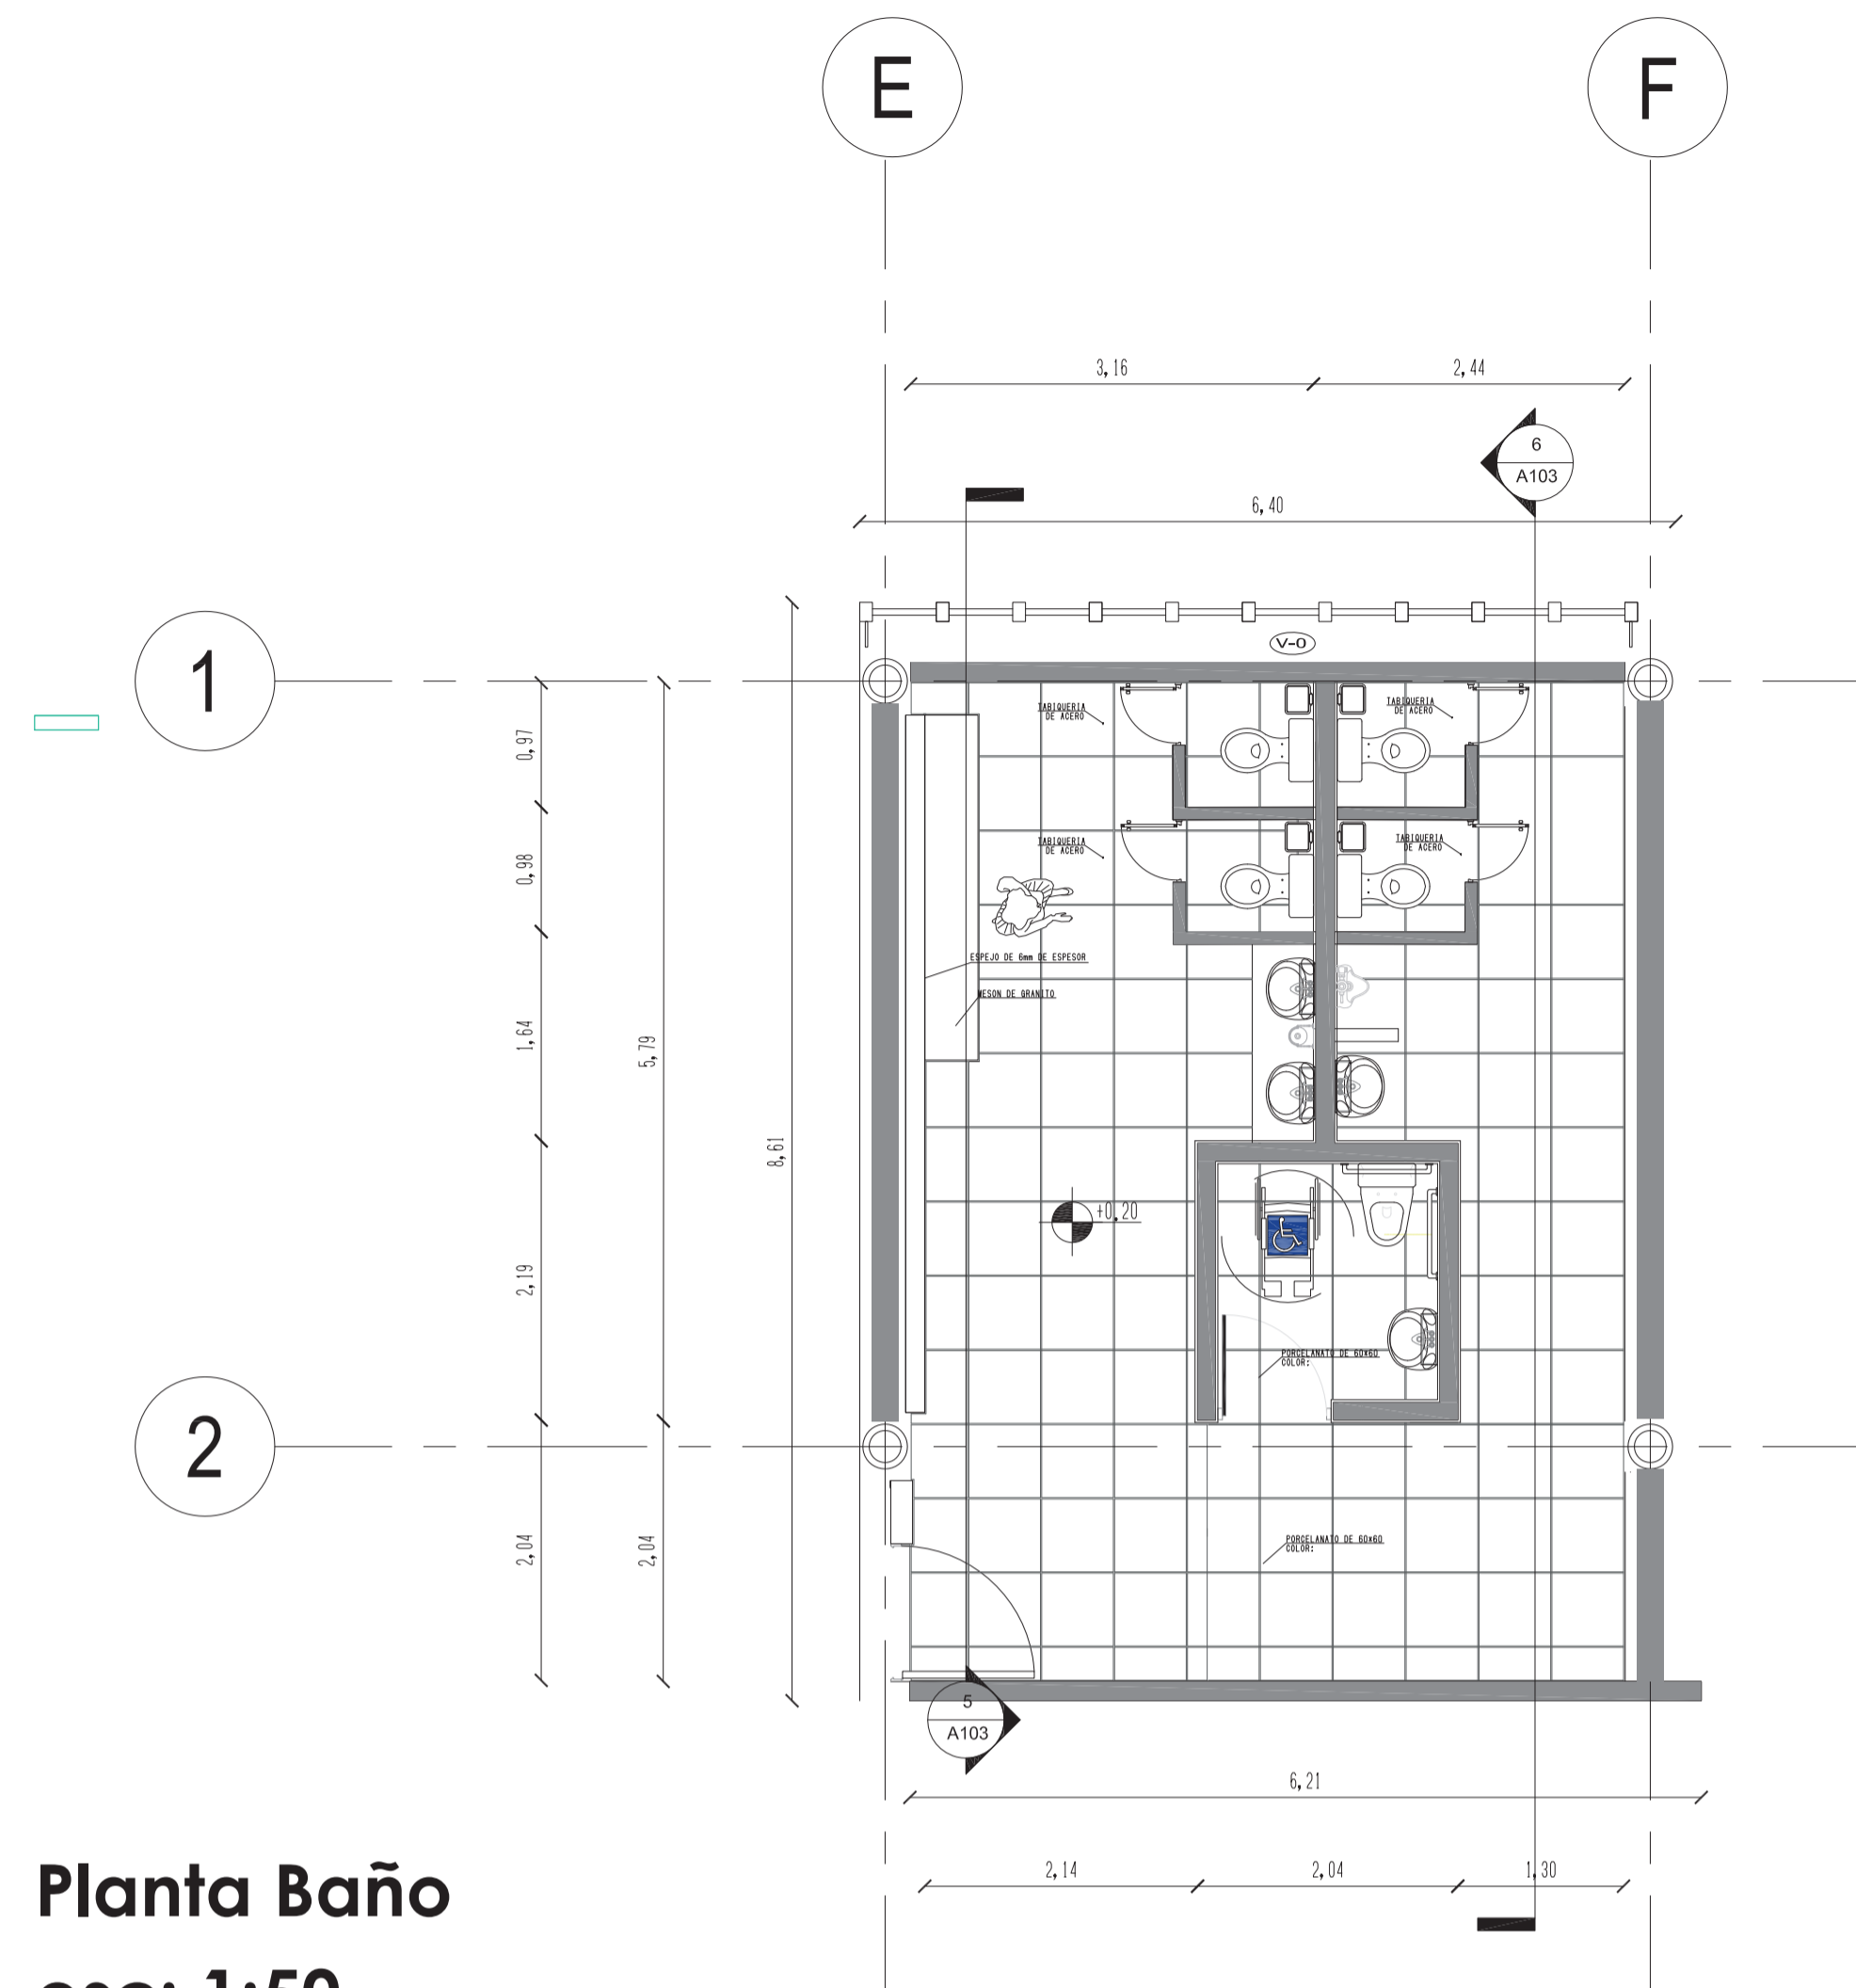 E
F
3,16
2,44
6
A103
6,40
1
V-0
TABIQUERIA
DE ACERO
TABIQUERIA
DE ACERO
0,97
TABIQUERIA
DE ACERO
TABIQUERIA
DE ACERO
0,98
ESPEJO DE 6mm DE ESPESOR
MESON DE GRANITO
1,64
5,79
8,61
+0,20
2,19
PORCELANATO DE 60x60
COLOR:
2
2,04
2,04
PORCELANATO DE 60x60
COLOR:
5
A103
6,21
2,14
2,04
1,30
Planta Baño
esc: 1:50